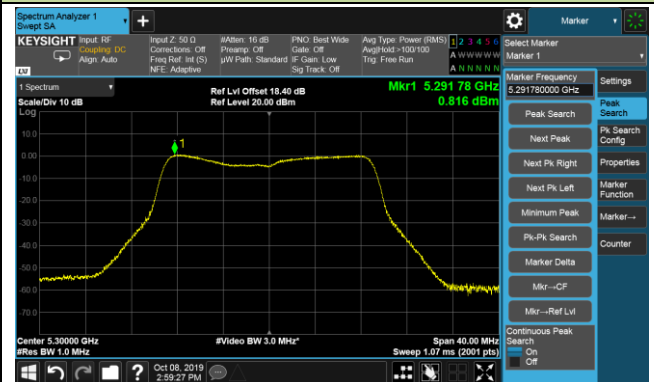 Spectrum Analyzer 1
Swept SA
+
Marker
KEYSIGHT
Input: RF
Coupling: DC
Align: Auto
Input Z: 50 Ω
Corrections: Off
Freq Ref: Int (S)
NFE: Adaptive
#Atten: 16 dB
Preamp: Off
µW Path: Standard
PNO: Best Wide
Gate: Off
IF Gain: Low
Sig Track: Off
Avg Type: Power (RMS)
Avg|Hold:>100/100
Trig: Free Run
1 2 3 4 5 6
A W W W W W
A N N N N N
LXI
Select Marker
Marker 1
1 Spectrum
Scale/Div 10 dB
Log
Ref Lvl Offset 18.40 dB
Ref Level 20.00 dBm
Mkr1 5.291 78 GHz
0.816 dBm
10.0
0.00
-10.0
-20.0
-30.0
-40.0
-50.0
-60.0
-70.0
1
Center 5.30000 GHz
#Res BW 1.0 MHz
#Video BW 3.0 MHz*
Span 40.00 MHz
Sweep 1.07 ms (2001 pts)
Marker Frequency
5.291780000 GHz
Peak Search
Next Peak
Next Pk Right
Next Pk Left
Minimum Peak
Pk-Pk Search
Marker Delta
Mkr→CF
Mkr→Ref Lvl
Continuous Peak
Search
On
Off
Settings
Peak
Search
Pk Search
Config
Properties
Marker
Function
Marker→
Counter
?
Oct 08, 2019
2:59:27 PM